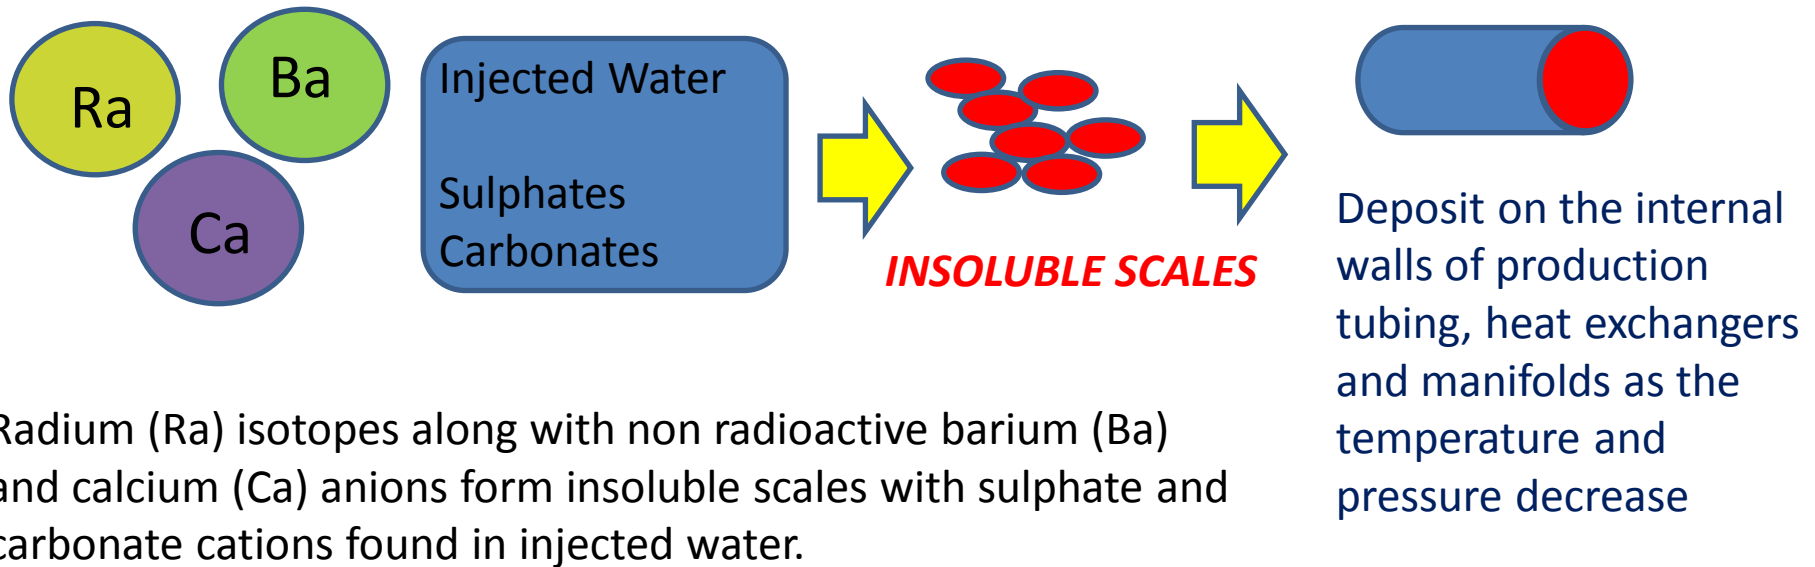 Ra
Ba
Ca
Injected Water
Sulphates
Carbonates
INSOLUBLE SCALES
Deposit on the internal
walls of production
tubing, heat exchangers
and manifolds as the
temperature and
pressure decrease
Radium (Ra) isotopes along with non radioactive barium (Ba)
and calcium (Ca) anions form insoluble scales with sulphate and
carbonate cations found in injected water.